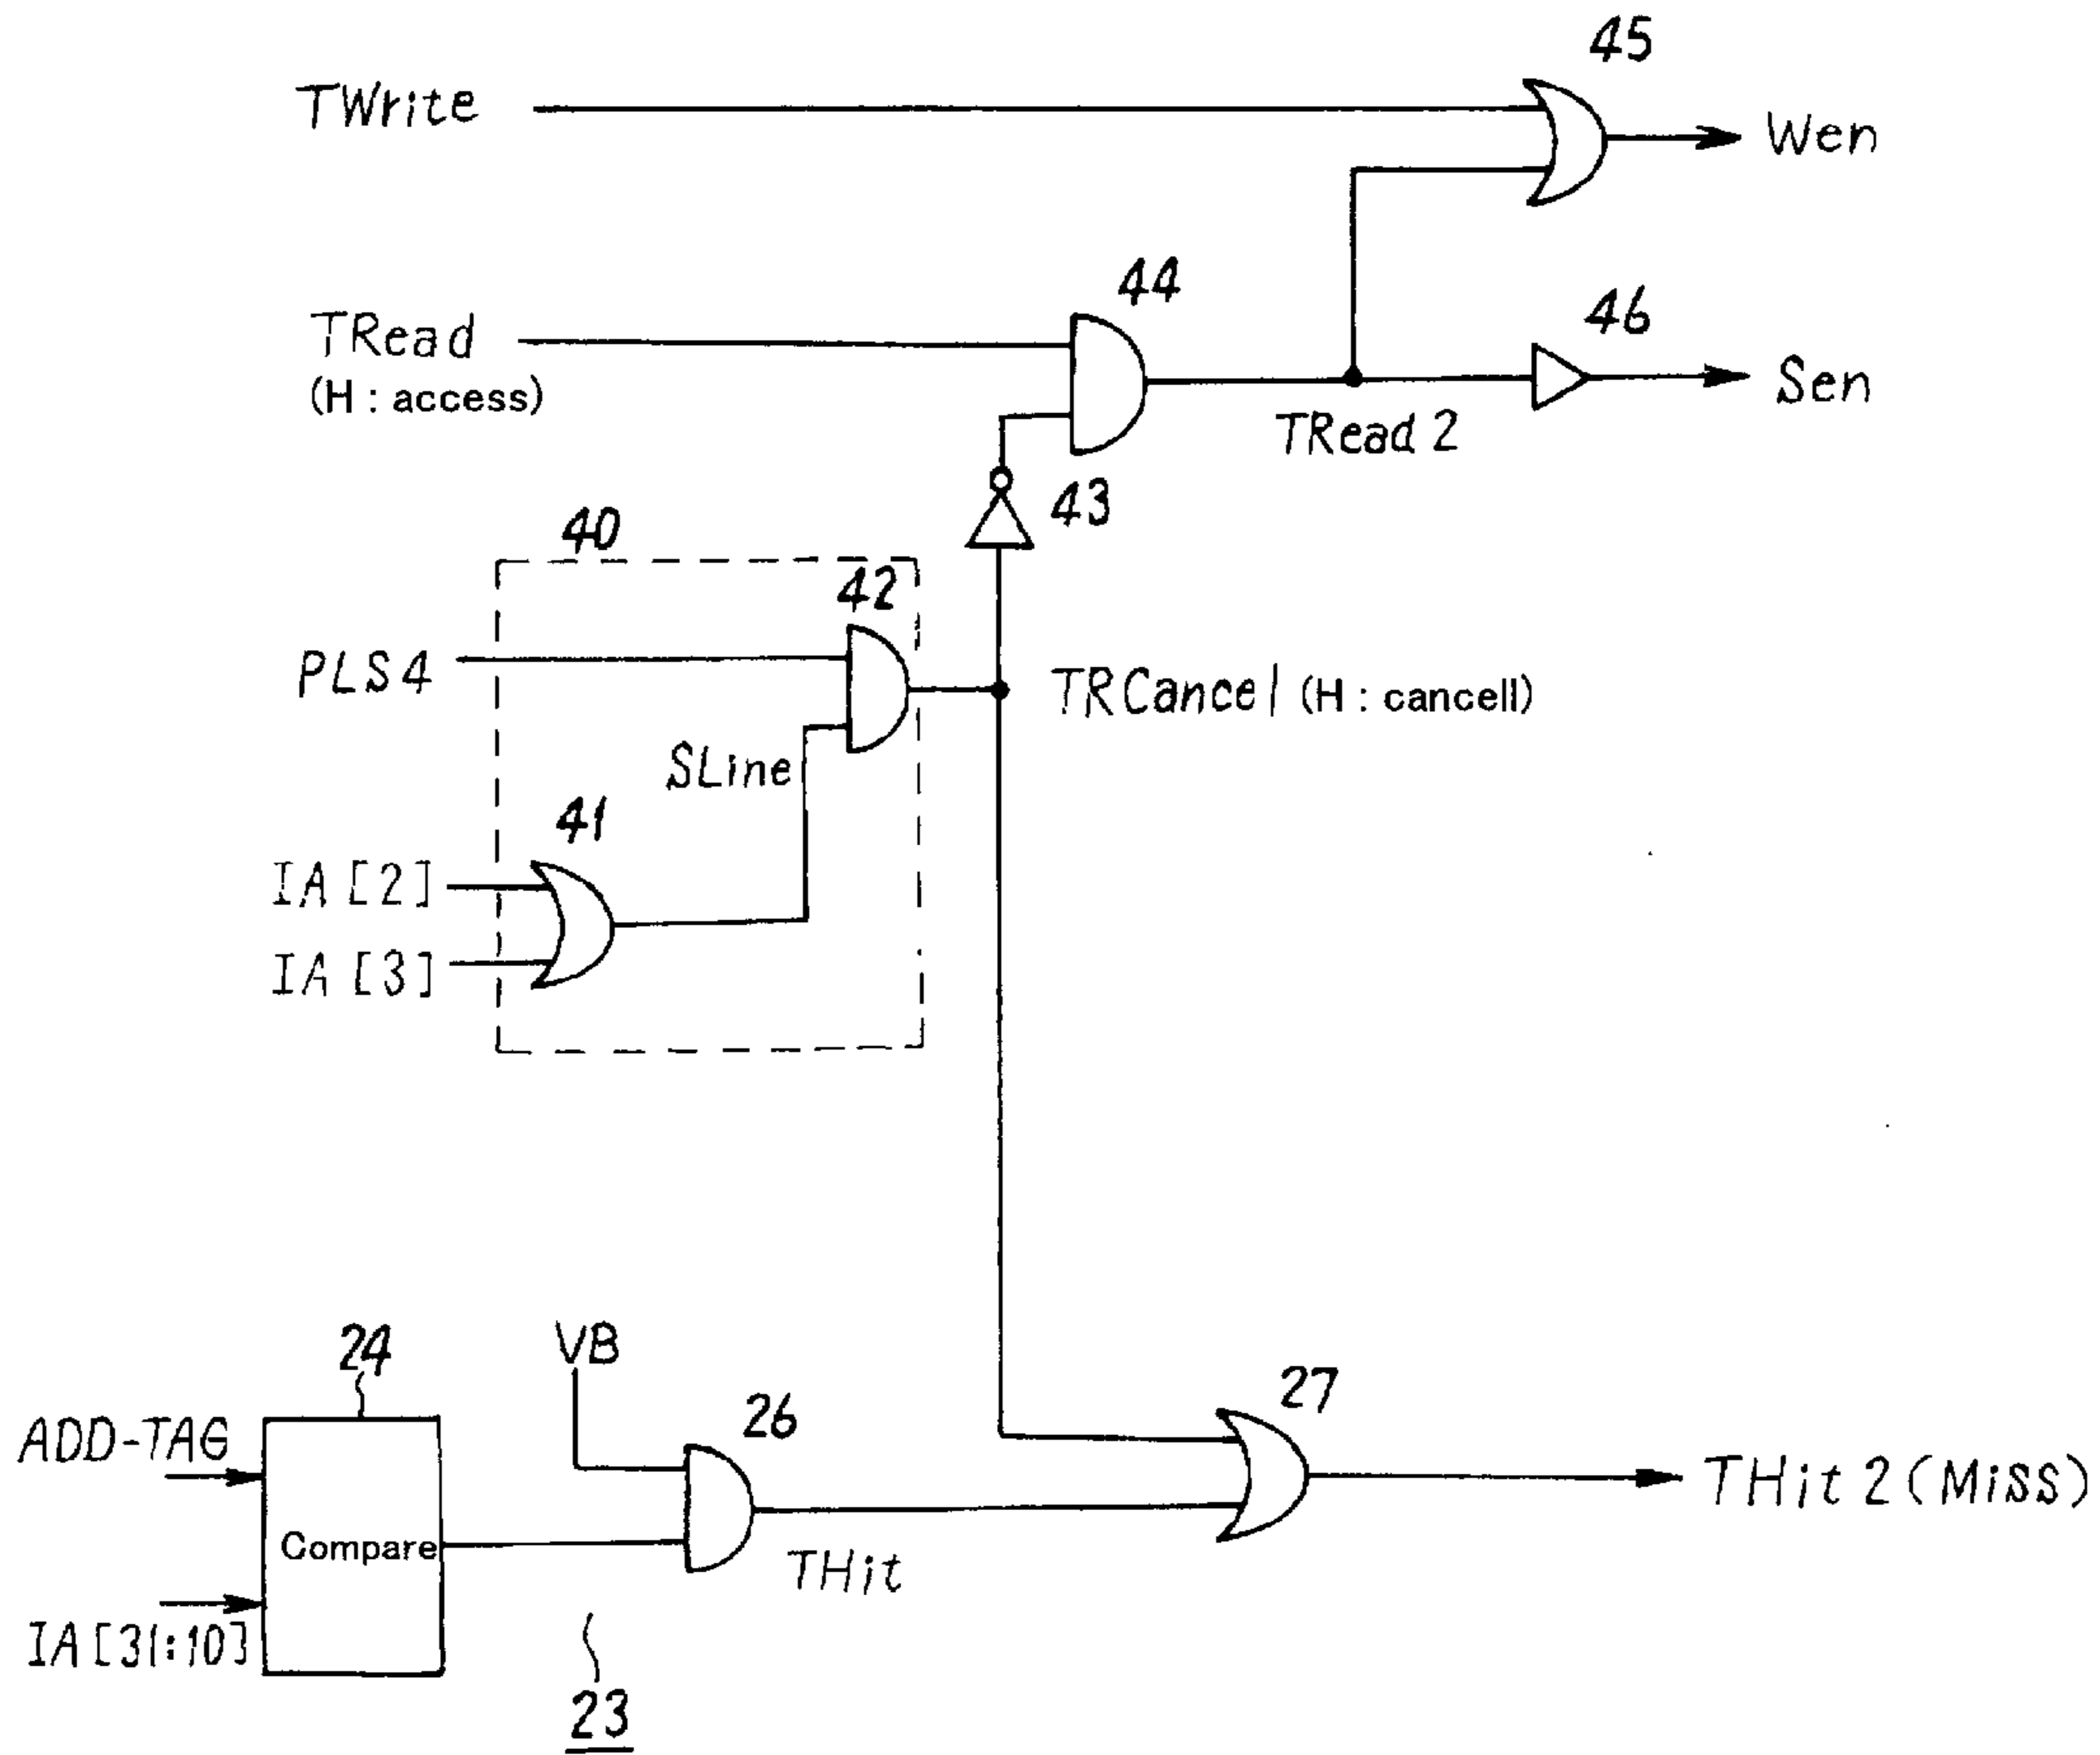 45
TWrite
Wen
44
46
TRead
(H : access)
Sen
TRead 2
43
40
42
PLS4
TRCancel (H : cancell)
SLine
41
IA [2]
IA [3]
24
VB
27
26
ADD-TAG
THit 2 (MiSS)
Compare
THit
IA [31:10]
23